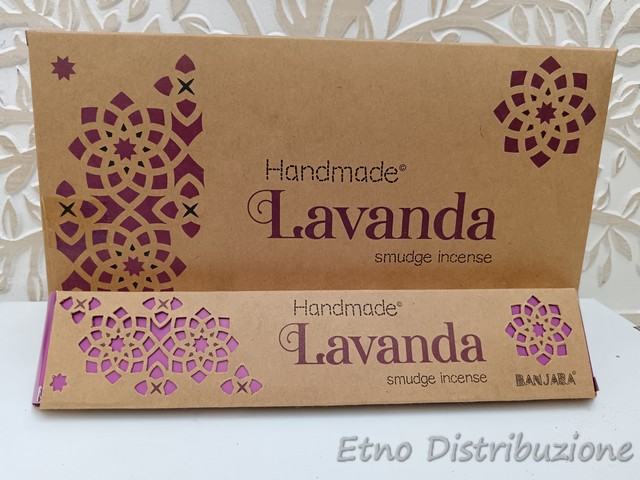 Handmade©
Lavanda
smudge incense
Handmade©
Lavanda
smudge incense
BANJARA®
Etno Distribuzione